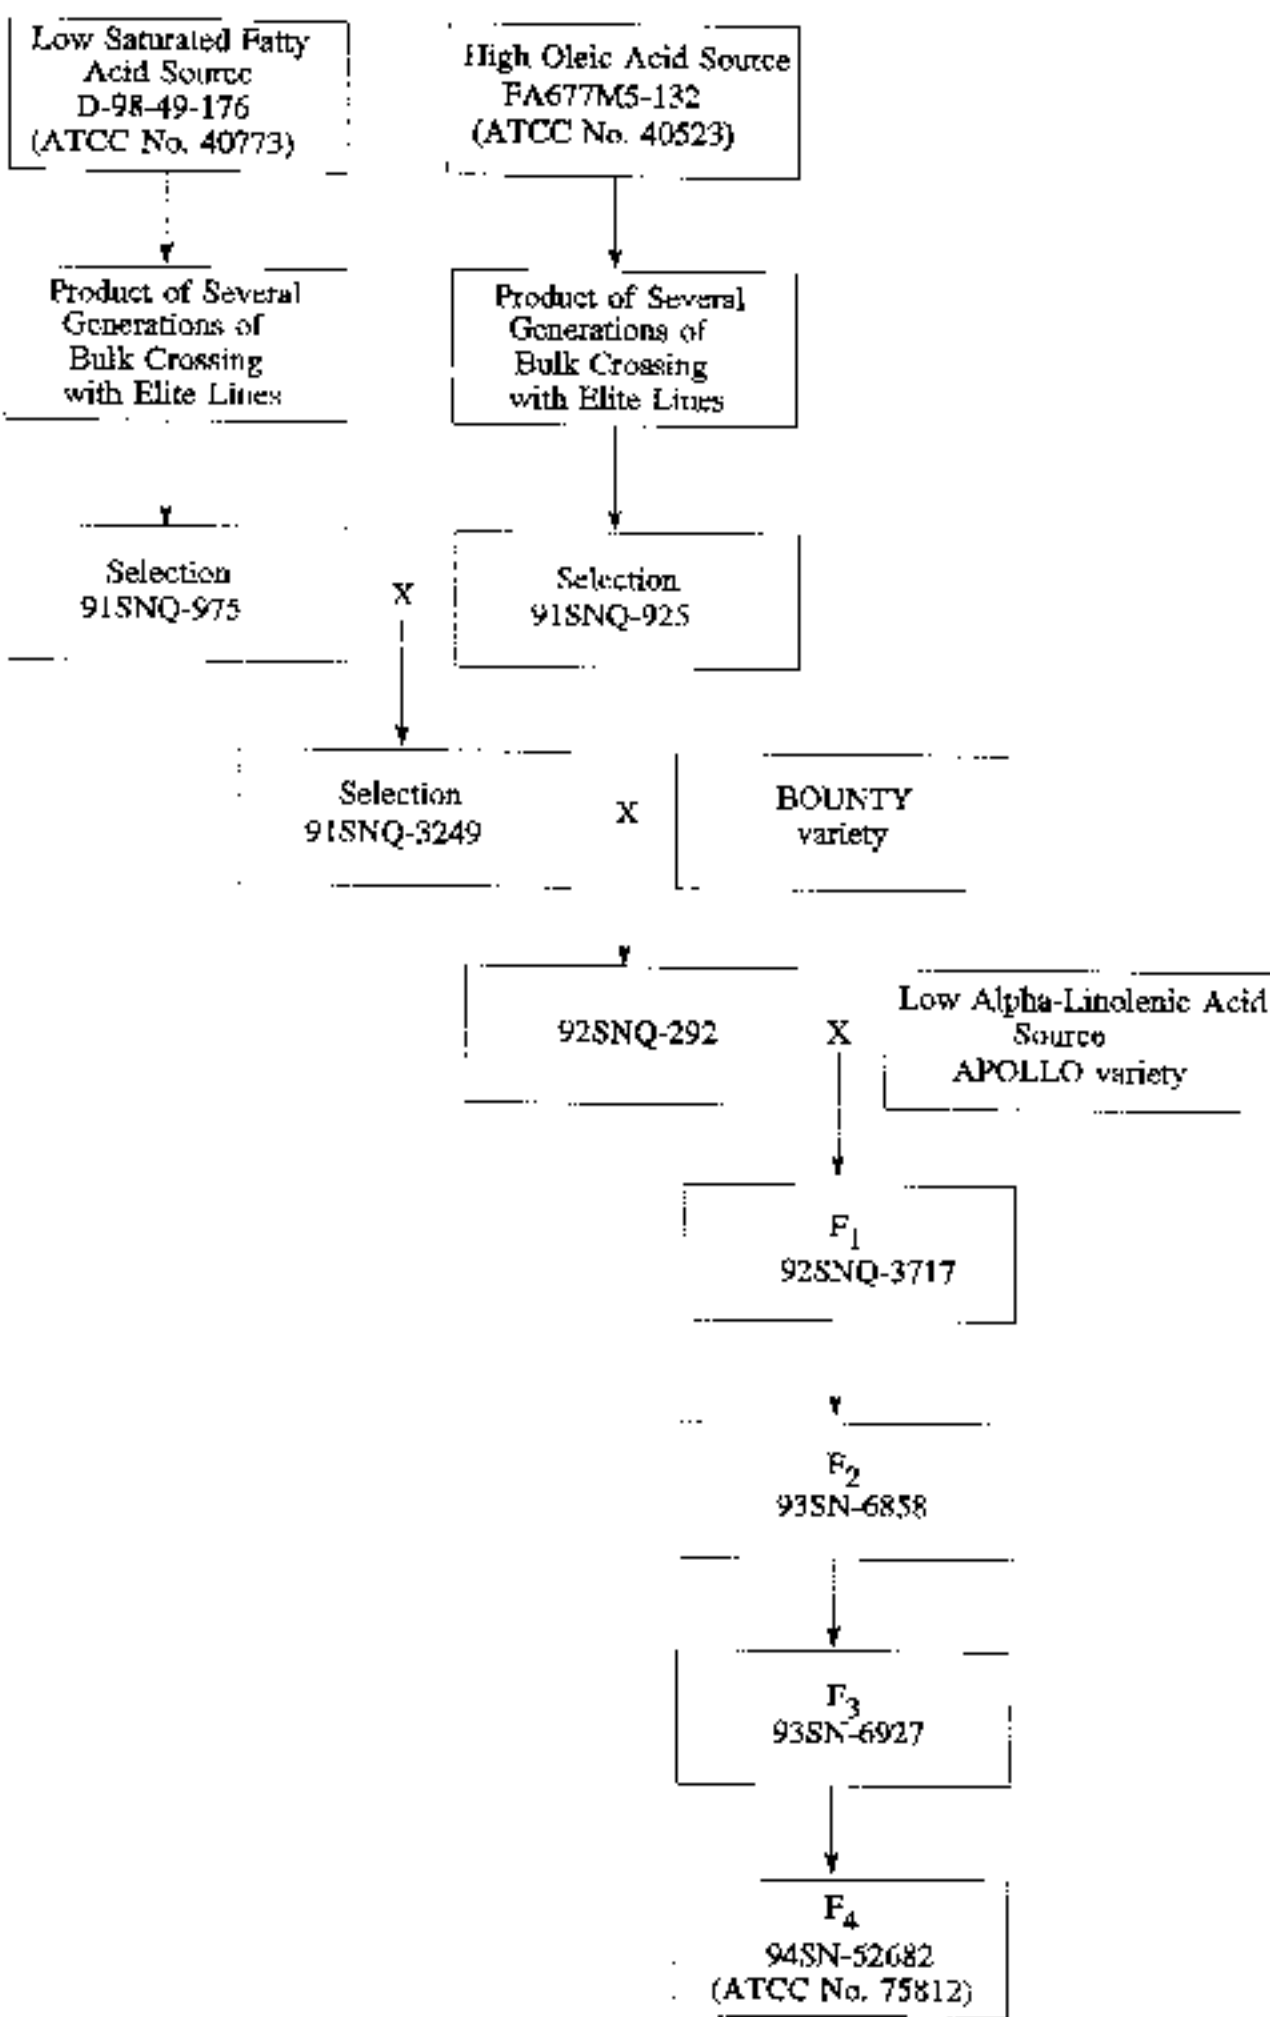 Low Saturated Fatty
Acid Source
D-98-49-176
(ATCC No. 40773)
High Oleic Acid Source
FA677M5-132
(ATCC No. 40523)
Product of Several
Generations of
Bulk Crossing
with Elite Lines
Product of Several
Generations of
Bulk Crossing
with Elite Lines
Selection
91SNQ-975
X
Selection
91SNQ-925
Selection
91SNQ-3249
X
BOUNTY
variety
92SNQ-292
X
Low Alpha-Linolenic Acid
Source
APOLLO variety
F1
92SNQ-3717
F2
93SN-6858
F3
93SN-6927
F4
94SN-52682
(ATCC No. 75812)